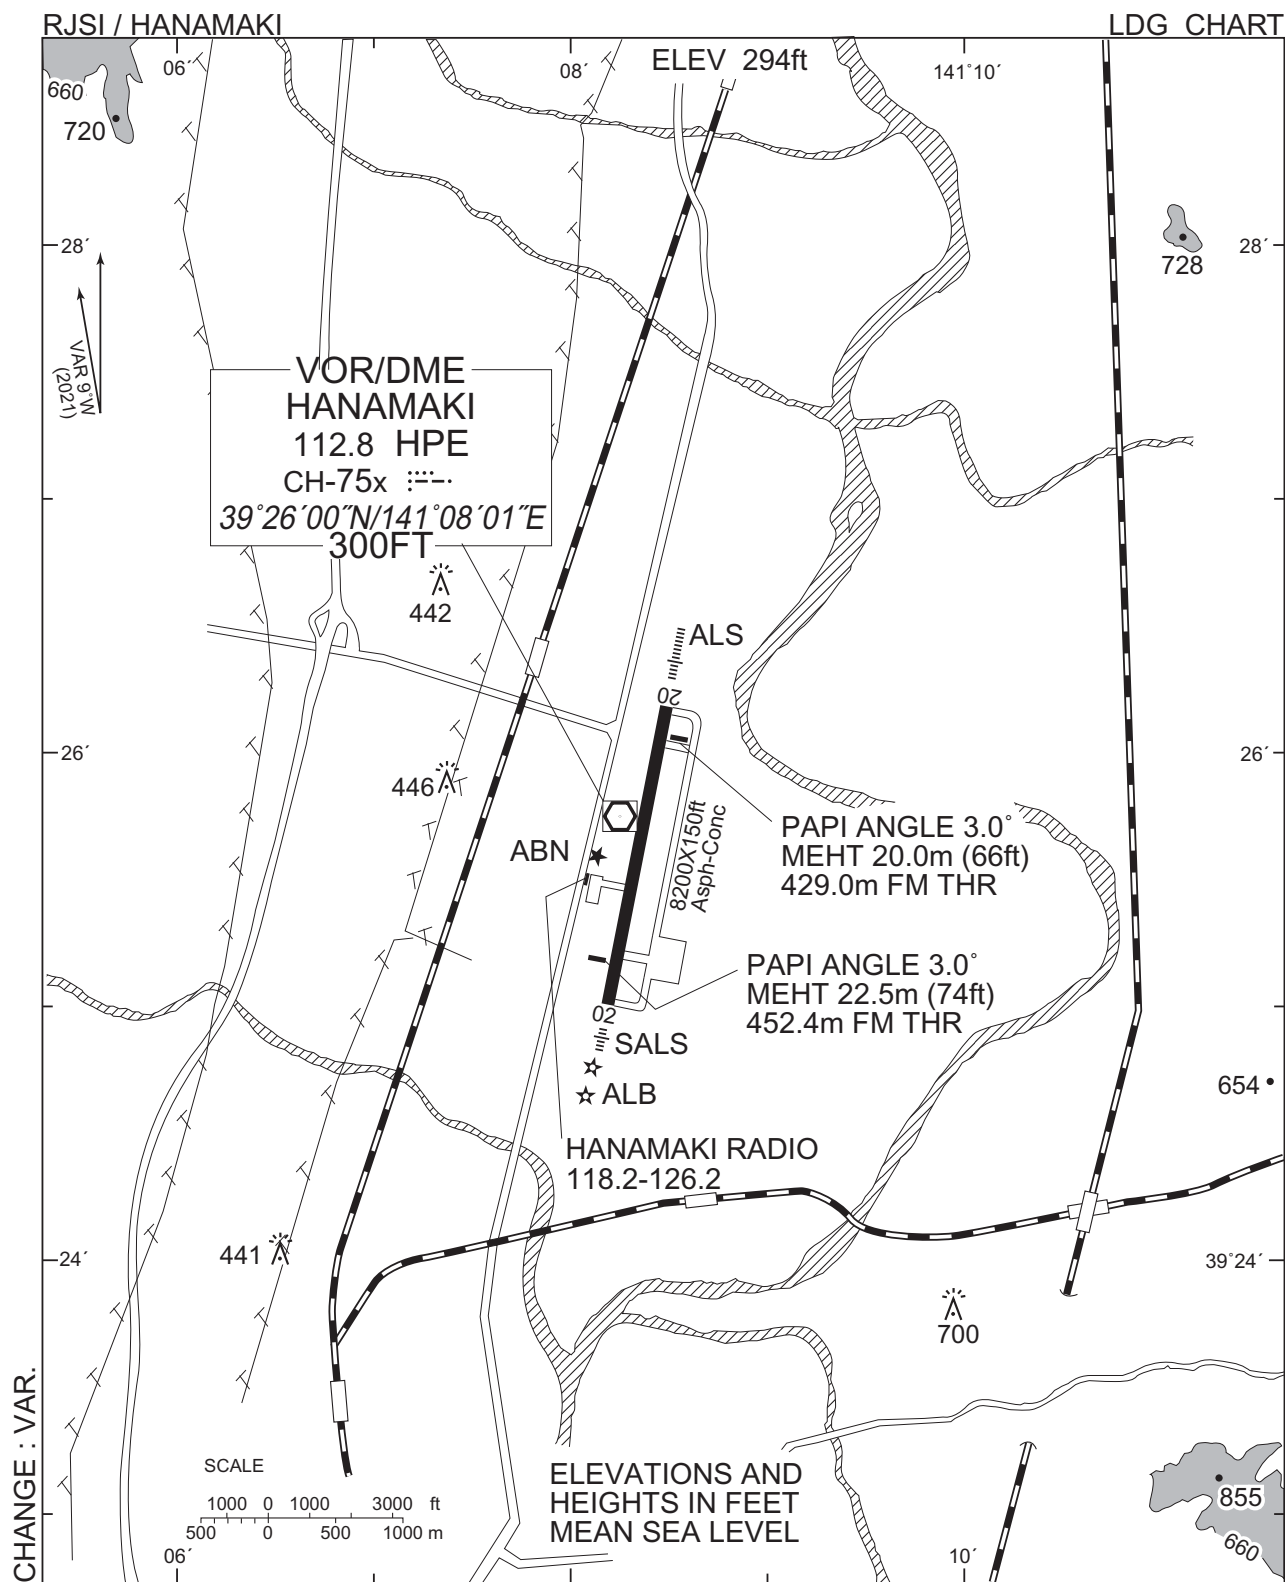 RJSI / HANAMAKI
LDG CHART
06´
08´
ELEV 294ft
141˚10´
660
720
28´
28´
728
VAR 9˚W
(2021)
VOR/DME
HANAMAKI
112.8 HPE
CH-75x
39˚26´00˝N/141˚08´01˝E
300FT
442
ALS
20
26´
26´
446
8200X150ft
Asph-Conc
PAPI ANGLE 3.0˚
MEHT 20.0m (66ft)
429.0m FM THR
ABN
PAPI ANGLE 3.0˚
MEHT 22.5m (74ft)
452.4m FM THR
02
SALS
ALB
654
HANAMAKI RADIO
118.2-126.2
441
24´
39˚24´
700
CHANGE : VAR.
SCALE
1000 0 1000 3000 ft
500 0 500 1000 m
ELEVATIONS AND
HEIGHTS IN FEET
MEAN SEA LEVEL
855
660
06´
10´